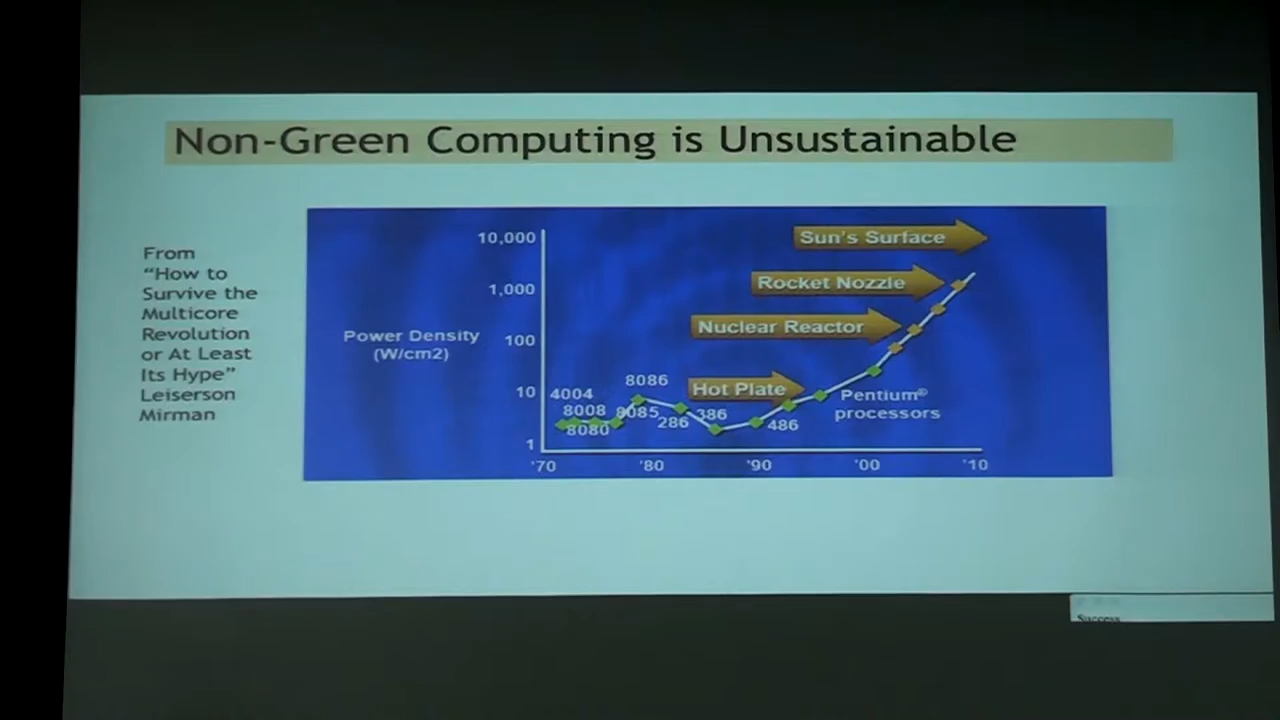 Non-Green Computing is Unsustainable
From
“How to
Survive the
Multicore
Revolution
or At Least
Its Hype”
Leiserson
Mirman
Power Density
(W/cm2)
10,000
1,000
100
10
1
'70
'80
'90
'00
'10
Sun's Surface
Rocket Nozzle
Nuclear Reactor
Hot Plate
4004
8008
8080
8085
8086
286
386
486
Pentium®
processors
Success